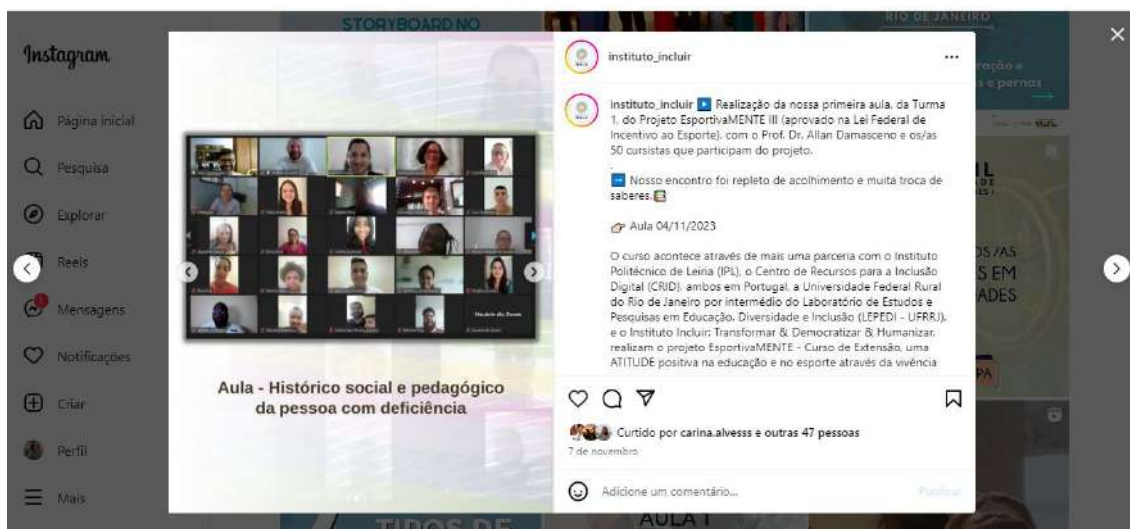 STORYBOARD NO
RIO DE JANEIRO
Instagram
Página inicial
Pesquisa
Explorar
Reels
Mensagens
Notificações
Criar
Perfil
Mais
Aula - Histórico social e pedagógico
da pessoa com deficiência
instituto_incluir
instituto_incluir ▶️ Realização da nossa primeira aula, da Turma
1, do Projeto EsportivaMENTE III (aprovado na Lei Federal de
Incentivo ao Esporte), com o Prof. Dr. Allan Damasceno e os/as
50 cursistas que participam do projeto.
.
➡️ Nosso encontro foi repleto de acolhimento e muita troca de
saberes.
👉 Aula 04/11/2023
O curso acontece através de mais uma parceria com o Instituto
Politécnico de Leiria (IPL), o Centro de Recursos para a Inclusão
Digital (CRID), ambos em Portugal, a Universidade Federal Rural
do Rio de Janeiro por intermédio do Laboratório de Estudos e
Pesquisas em Educação, Diversidade e Inclusão (LEPEDI - UFRRJ),
e o Instituto Incluir: Transformar & Democratizar & Humanizar,
realizam o projeto EsportivaMENTE - Curso de Extensão, uma
ATITUDE positiva na educação e no esporte através da vivência
Curtido por carina.alvesss e outras 47 pessoas
7 de novembro
Adicione um comentário...
Publicar
s e pernas
OS/AS
S EM
ADES
PA
TIPOS DE
AULA 1